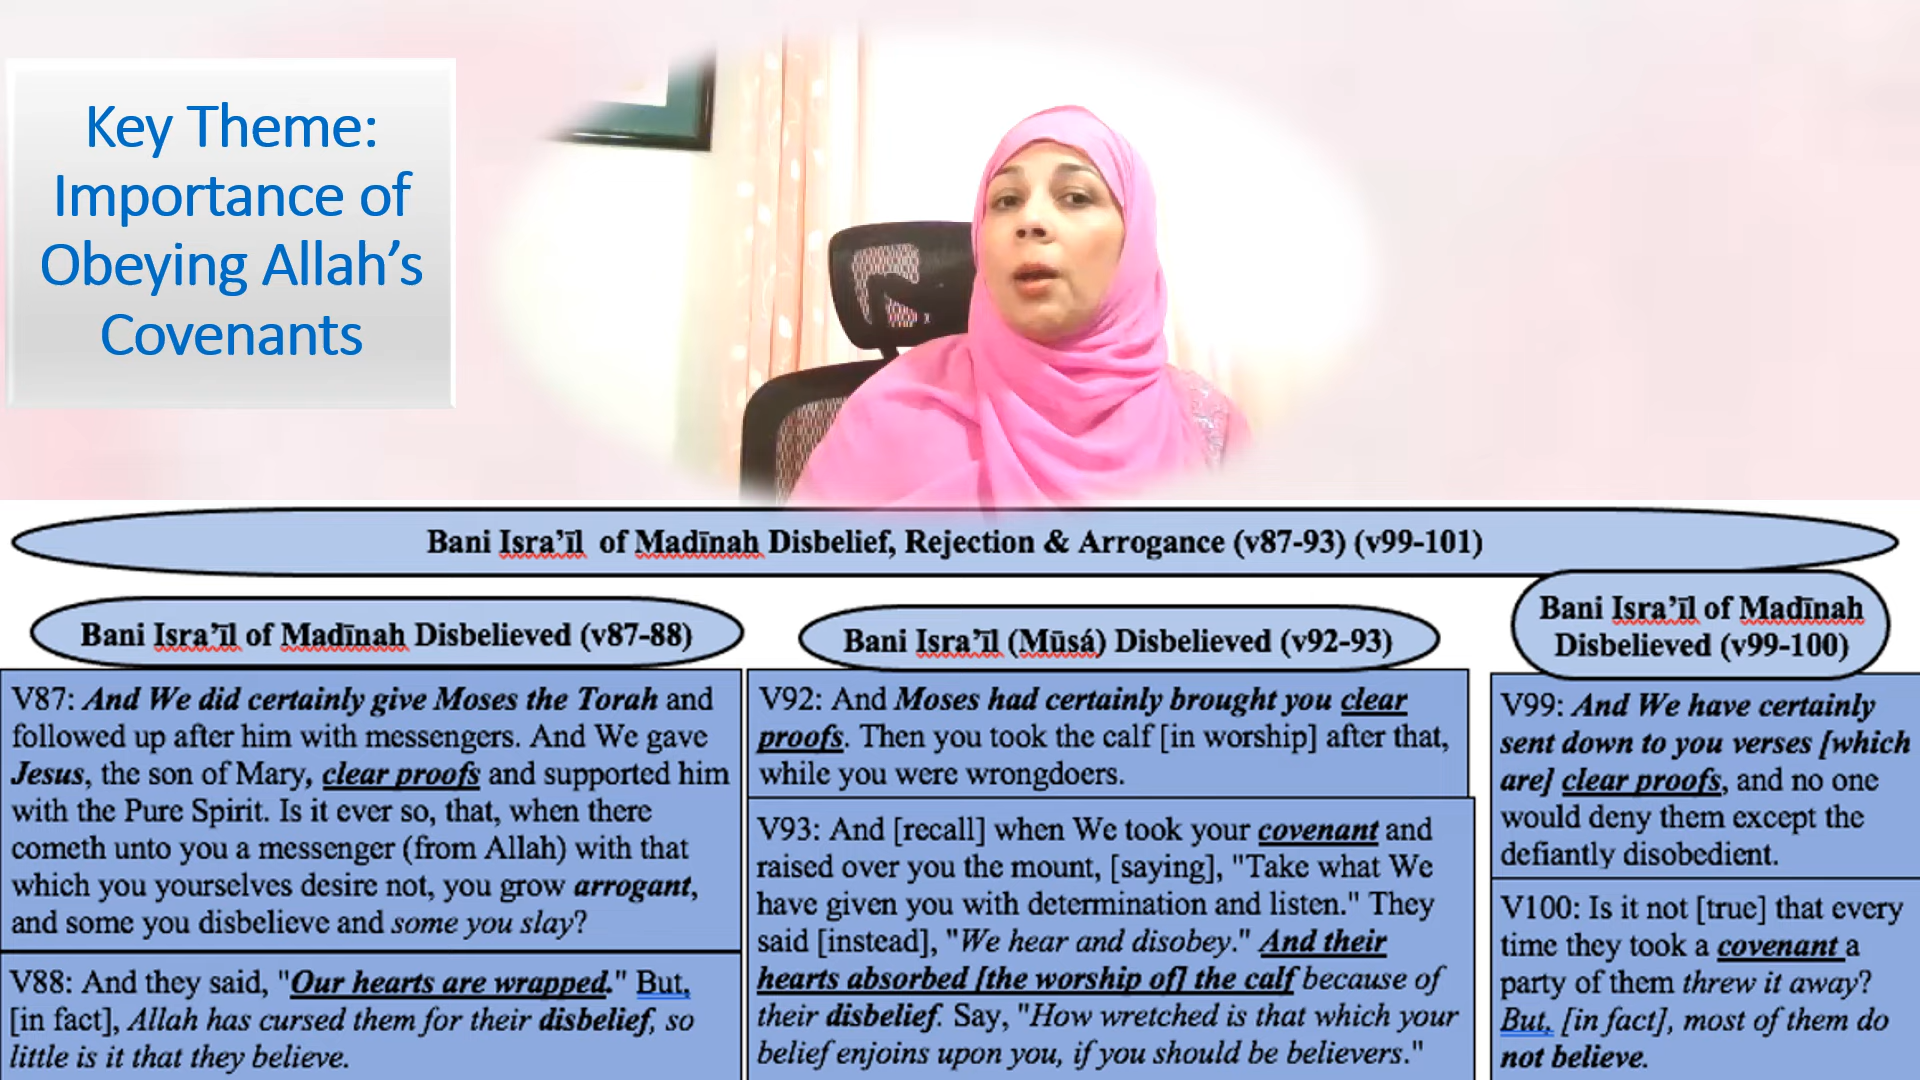 Key Theme:
Importance of
Obeying Allah's
Covenants
Bani Isra'īl of Madīnah Disbelief, Rejection & Arrogance (v87-93) (v99-101)
Bani Isra'īl of Madīnah Disbelieved (v87-88)
V87: And We did certainly give Moses the Torah and
followed up after him with messengers. And We gave
Jesus, the son of Mary, clear proofs and supported him
with the Pure Spirit. Is it ever so, that, when there
cometh unto you a messenger (from Allah) with that
which you yourselves desire not, you grow arrogant,
and some you disbelieve and some you slay?
V88: And they said, "Our hearts are wrapped." But,
[in fact], Allah has cursed them for their disbelief, so
little is it that they believe.
Bani Isra'īl (Mūsá) Disbelieved (v92-93)
V92: And Moses had certainly brought you clear
proofs. Then you took the calf [in worship] after that,
while you were wrongdoers.
V93: And [recall] when We took your covenant and
raised over you the mount, [saying], "Take what We
have given you with determination and listen." They
said [instead], "We hear and disobey." And their
hearts absorbed [the worship of] the calf because of
their disbelief. Say, "How wretched is that which your
belief enjoins upon you, if you should be believers."
Bani Isra'īl of Madīnah
Disbelieved (v99-100)
V99: And We have certainly
sent down to you verses [which
are] clear proofs, and no one
would deny them except the
defiantly disobedient.
V100: Is it not [true] that every
time they took a covenant a
party of them threw it away?
But, [in fact], most of them do
not believe.